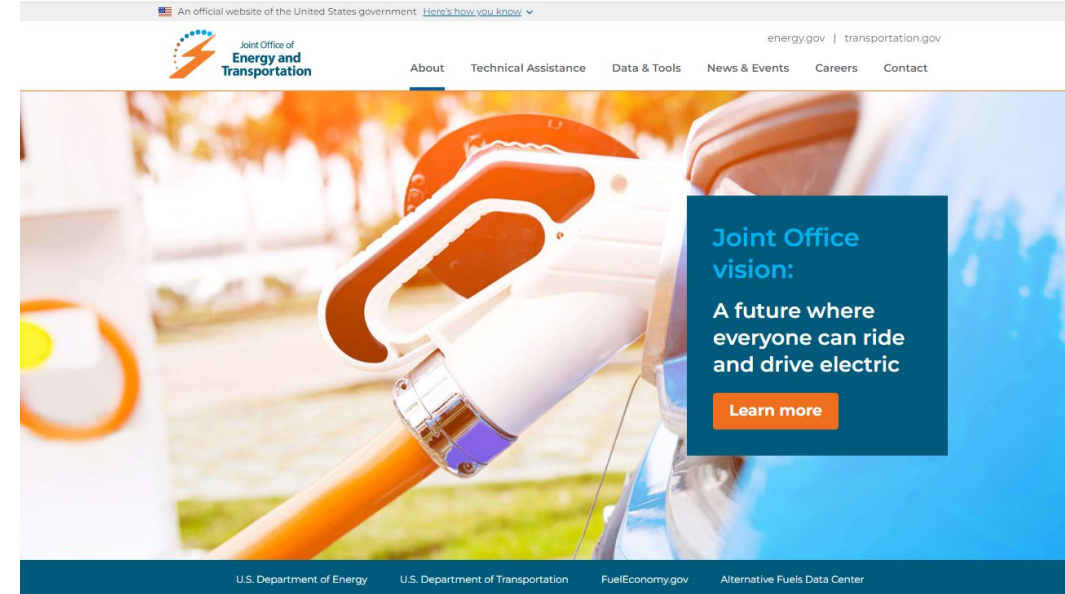 An official website of the United States government Here's how you know
energy.gov | transportation.gov
Joint Office of
Energy and
Transportation
About Technical Assistance Data & Tools News & Events Careers Contact
Joint Office
vision:
A future where
everyone can ride
and drive electric
Learn more
U.S. Department of Energy U.S. Department of Transportation FuelEconomy.gov Alternative Fuels Data Center